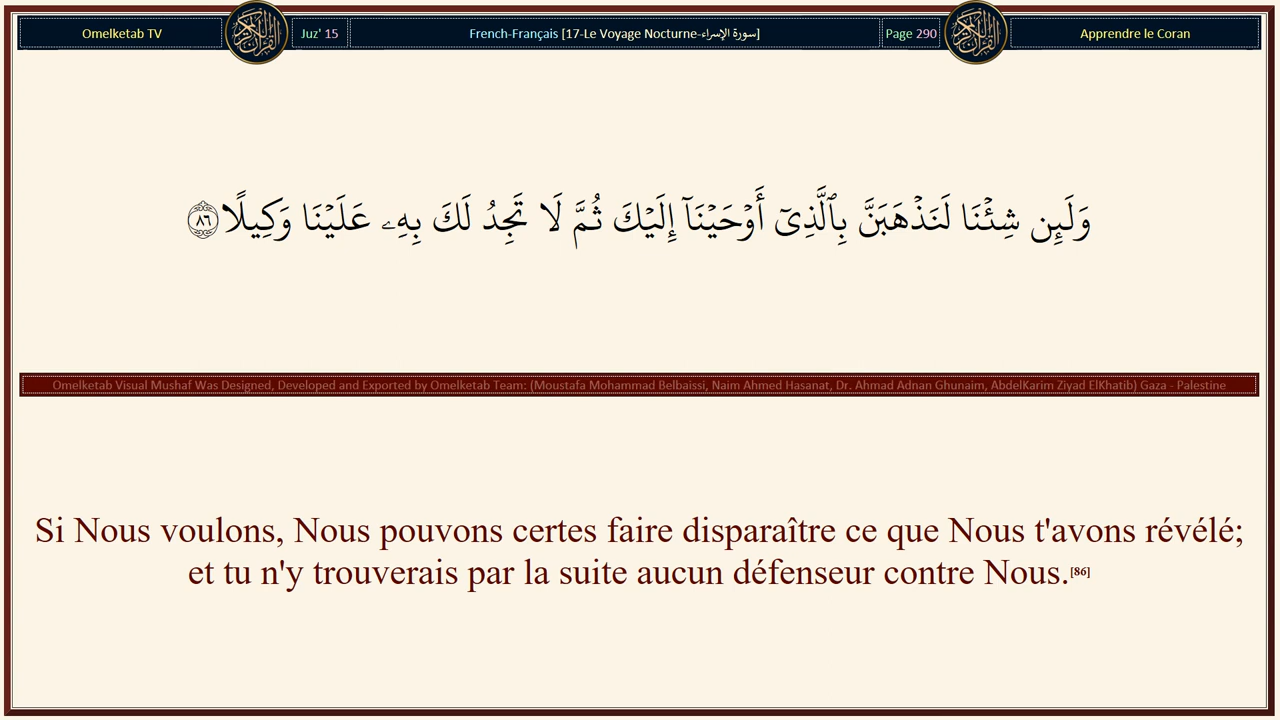 Omelketab TV
Juz' 15
French-Français [17-Le Voyage Nocturne-سورة الإسراء]
Page 290
Apprendre le Coran
وَلَئِن شِئْنَا لَنَذْهَبَنَّ بِٱلَّذِىٓ أَوْحَيْنَآ إِلَيْكَ ثُمَّ لَا تَجِدُ لَكَ بِهِۦ عَلَيْنَا وَكِيلًا ٨٦
Omelketab Visual Mushaf Was Designed, Developed and Exported by Omelketab Team: (Moustafa Mohammad Belbaissi, Naim Ahmed Hasanat, Dr. Ahmad Adnan Ghunaim, AbdelKarim Ziyad ElKhatib) Gaza - Palestine
Si Nous voulons, Nous pouvons certes faire disparaître ce que Nous t'avons révélé;
et tu n'y trouverais par la suite aucun défenseur contre Nous.[86]